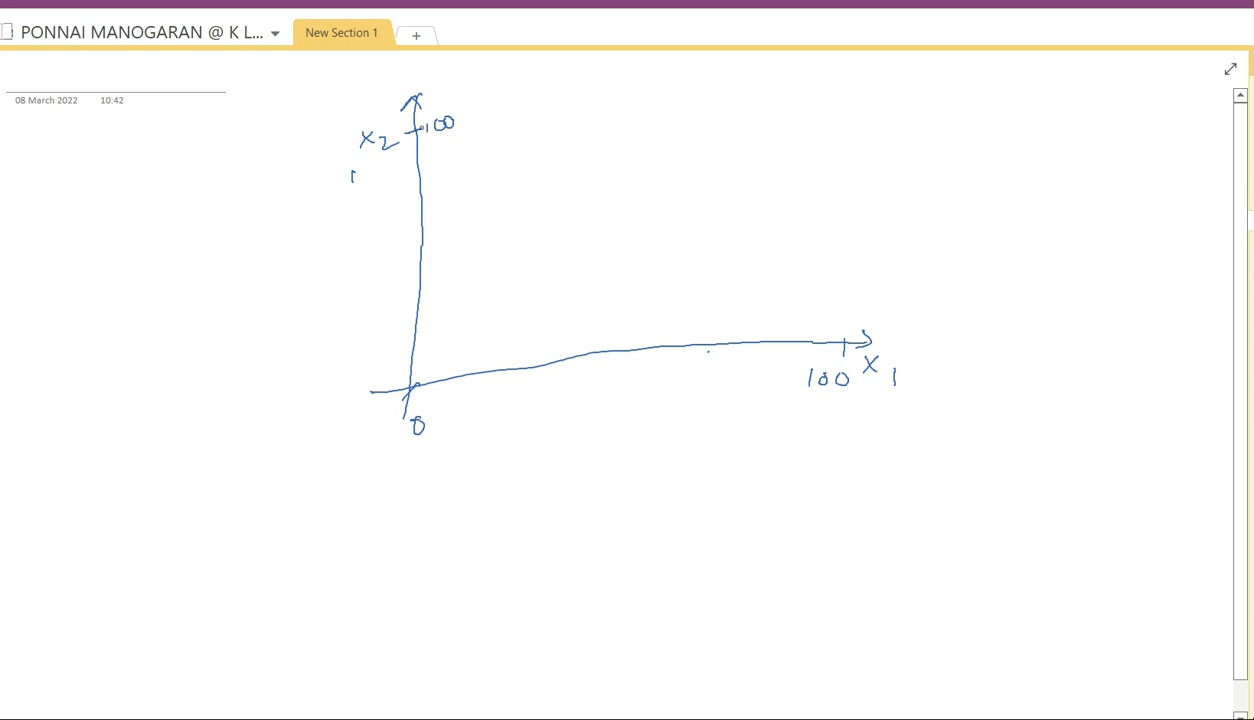 PONNAI MANOGARAN @ K L...
New Section 1
+
08 March 2022 10:42
100
X2
0
100
X1